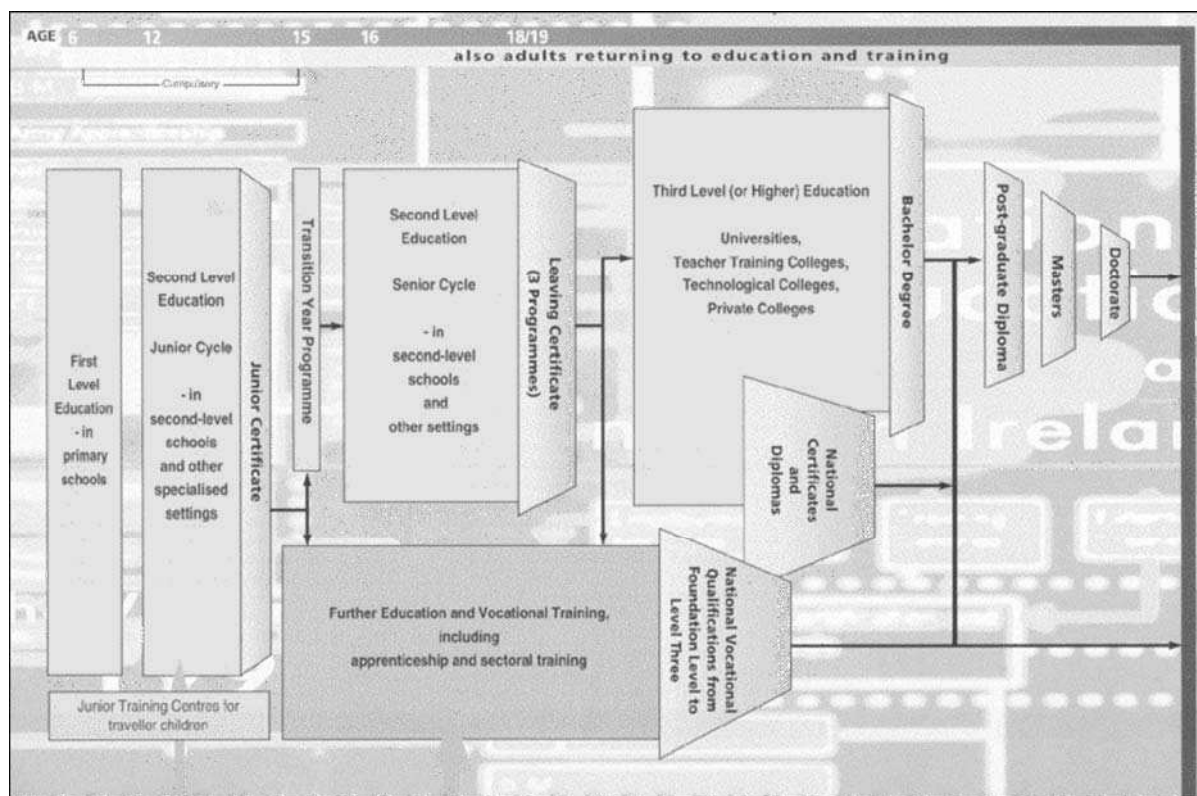 AGE 6 12 15 16 18/19
also adults returning to education and training
Compulsory
First
Level
Education
- in
primary
schools
Second Level
Education
Junior Cycle
- in
second-level
schools
and other
specialised
settings
Junior Certificate
Transition Year Programme
Second Level
Education
Senior Cycle
- in
second-level
schools
and
other settings
Leaving Certificate
(3 Programmes)
Third Level (or Higher) Education
Universities,
Teacher Training Colleges,
Technological Colleges,
Private Colleges
Bachelor Degree
Post-graduate Diploma
Masters
Doctorate
National
Certificates
and
Diplomas
Further Education and Vocational Training,
including
apprenticeship and sectoral training
National Vocational
Qualifications from
Foundation Level to
Level Three
Junior Training Centres for
traveller children